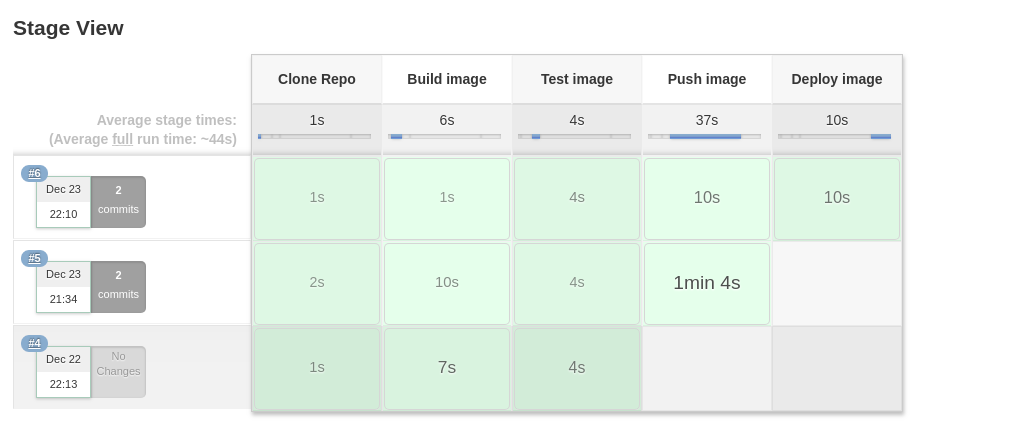 Stage View
Clone Repo Build image Test image Push image Deploy image
Average stage times: 1s 6s 4s 37s 10s
(Average full run time: ~44s)
#6
Dec 23 2
22:10 commits
1s 1s 4s 10s 10s
#5
Dec 23 2
21:34 commits
2s 10s 4s 1min 4s
#4
Dec 22 No
22:13 Changes
1s 7s 4s